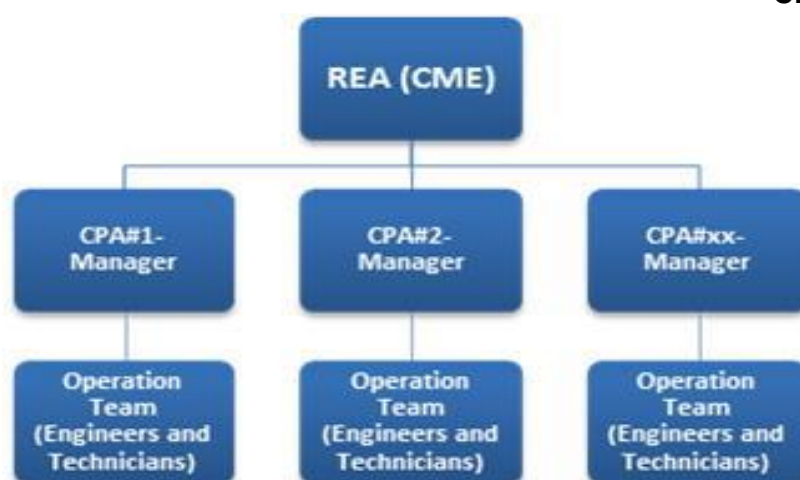 REA (CME)
CPA#1-
Manager
CPA#2-
Manager
CPA#xx-
Manager
Operation
Team
(Engineers and
Technicians)
Operation
Team
(Engineers and
Technicians)
Operation
Team
(Engineers and
Technicians)